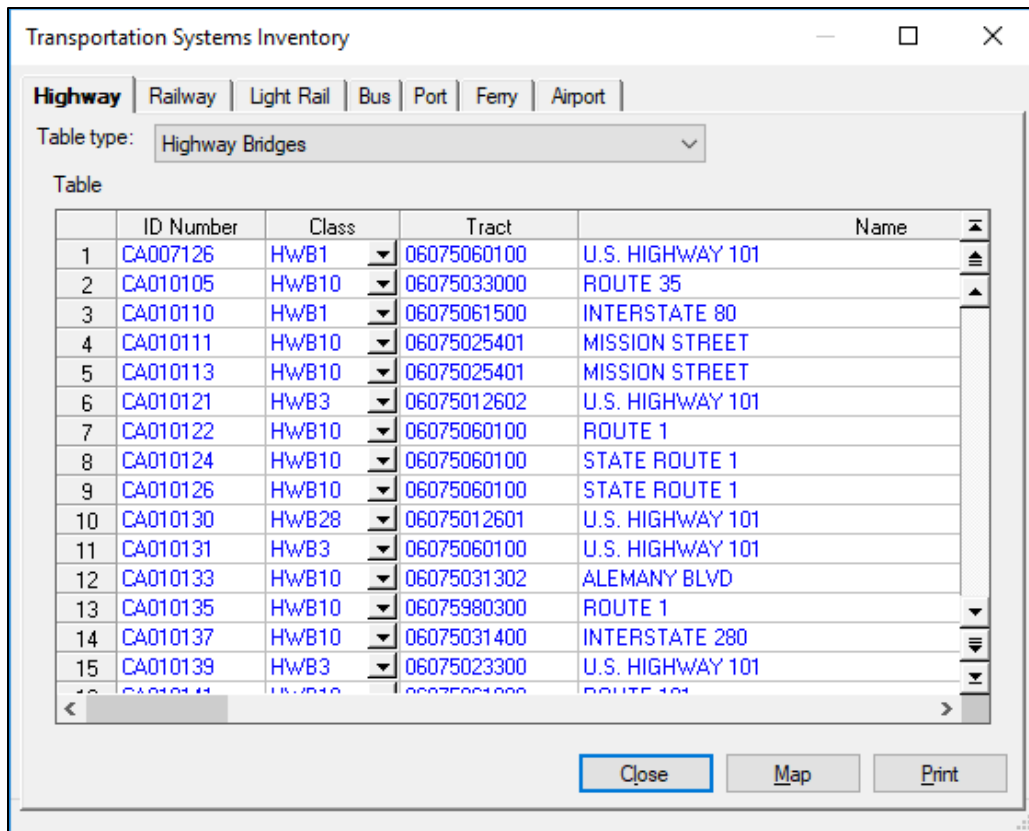 Transportation Systems Inventory
Highway Railway Light Rail Bus Port Ferry Airport
Table type: Highway Bridges
Table
ID Number Class Tract Name
1 CA007126 HWB1 06075060100 U.S. HIGHWAY 101
2 CA010105 HWB10 06075033000 ROUTE 35
3 CA010110 HWB1 06075061500 INTERSTATE 80
4 CA010111 HWB10 06075025401 MISSION STREET
5 CA010113 HWB10 06075025401 MISSION STREET
6 CA010121 HWB3 06075012602 U.S. HIGHWAY 101
7 CA010122 HWB10 06075060100 ROUTE 1
8 CA010124 HWB10 06075060100 STATE ROUTE 1
9 CA010126 HWB10 06075060100 STATE ROUTE 1
10 CA010130 HWB28 06075012601 U.S. HIGHWAY 101
11 CA010131 HWB3 06075060100 U.S. HIGHWAY 101
12 CA010133 HWB10 06075031302 ALEMANY BLVD
13 CA010135 HWB10 06075980300 ROUTE 1
14 CA010137 HWB10 06075031400 INTERSTATE 280
15 CA010139 HWB3 06075023300 U.S. HIGHWAY 101
Close Map Print